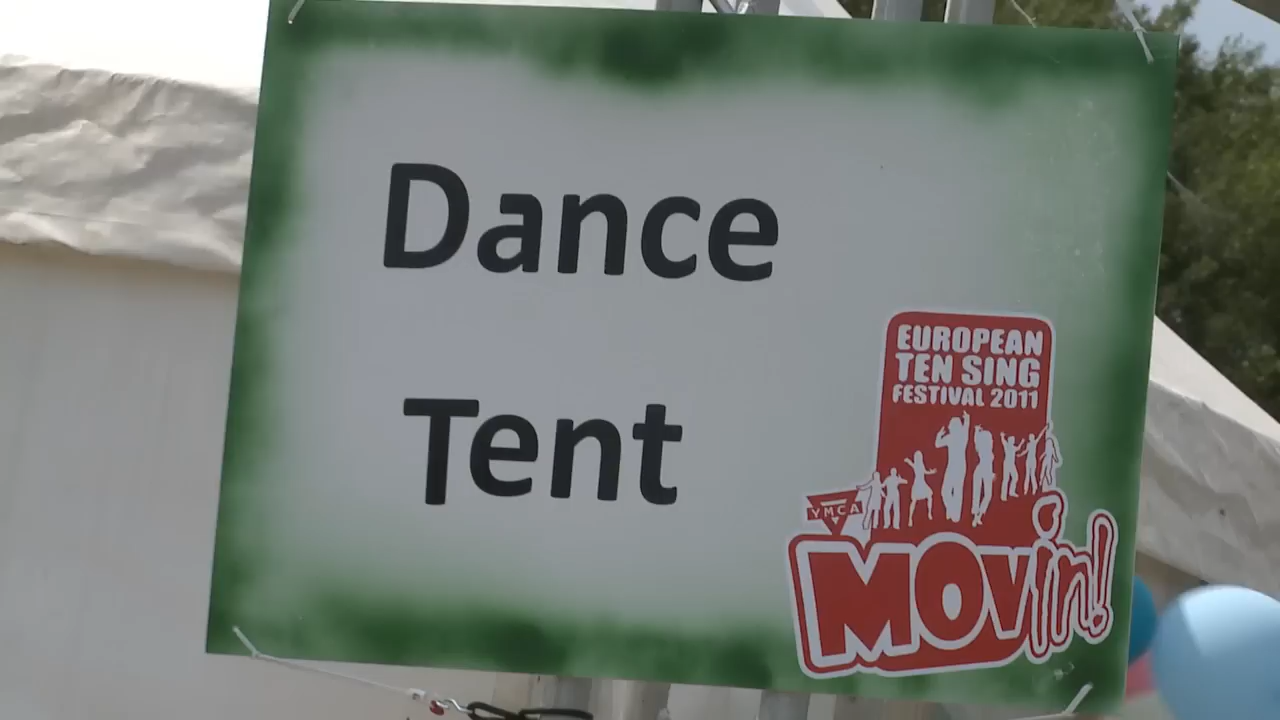 Dance
Tent
EUROPEAN
TEN SING
FESTIVAL 2011
YMCA
MOVin!